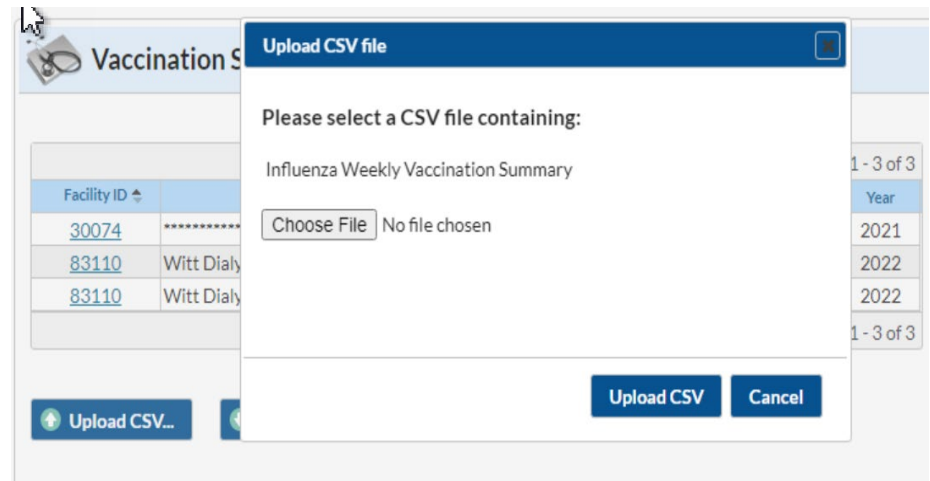 Vaccination S
Upload CSV file
Please select a CSV file containing:
Influenza Weekly Vaccination Summary
Choose File No file chosen
1 - 3 of 3
Facility ID Year
30074 *********** 2021
83110 Witt Dialy 2022
83110 Witt Dialy 2022
1 - 3 of 3
Upload CSV Cancel
Upload CSV...